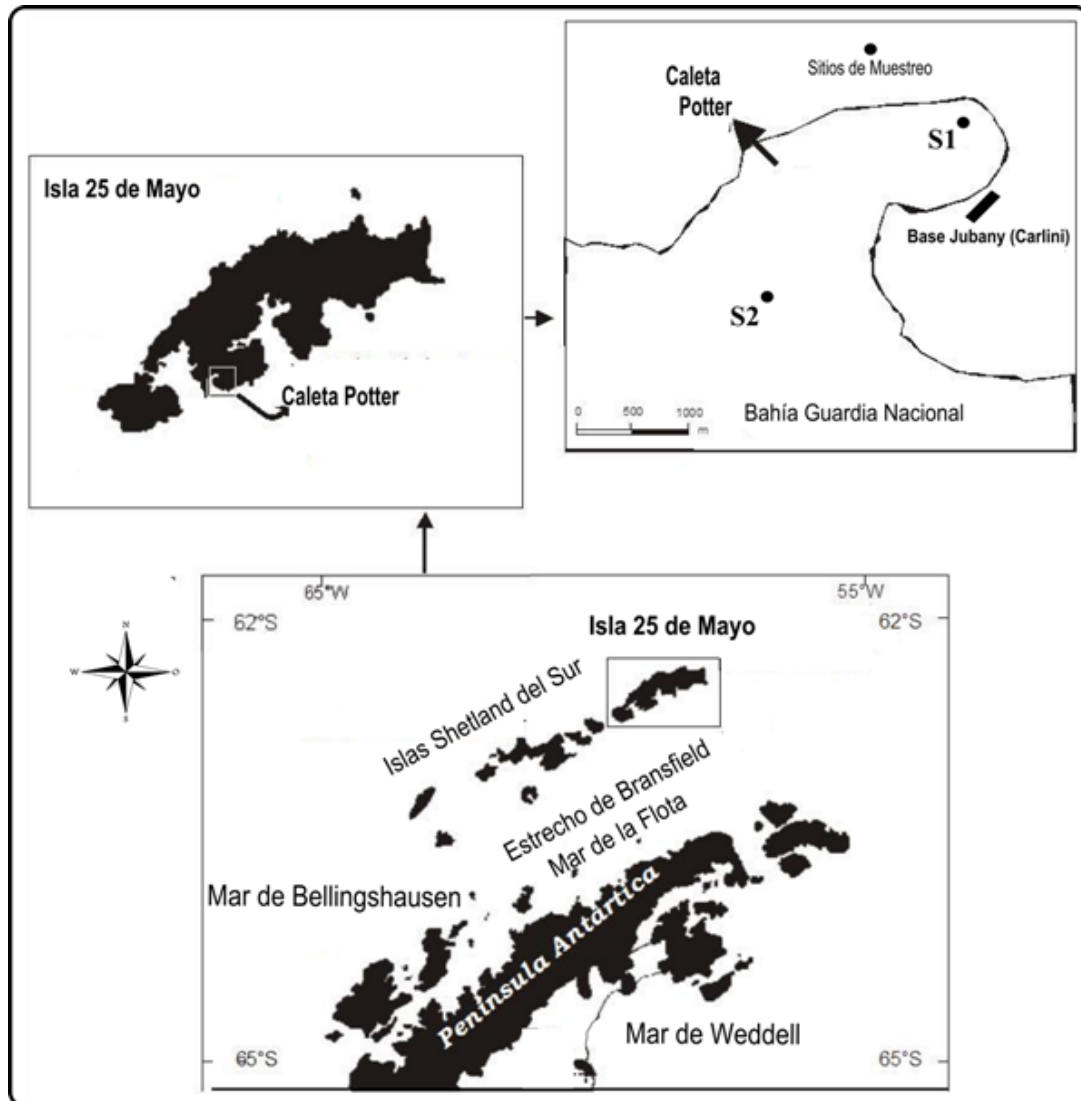 Isla 25 de Mayo
Caleta Potter
Sitios de Muestreo
Caleta
Potter
S1
Base Jubany (Carlini)
S2
0 500 1000
m
Bahía Guardia Nacional
65°W
55°W
62°S
62°S
Isla 25 de Mayo
N
W
O
S
Islas Shetland del Sur
Estrecho de Bransfield
Mar de la Flota
Mar de Bellingshausen
Península Antártica
Mar de Weddell
65°S
65°S